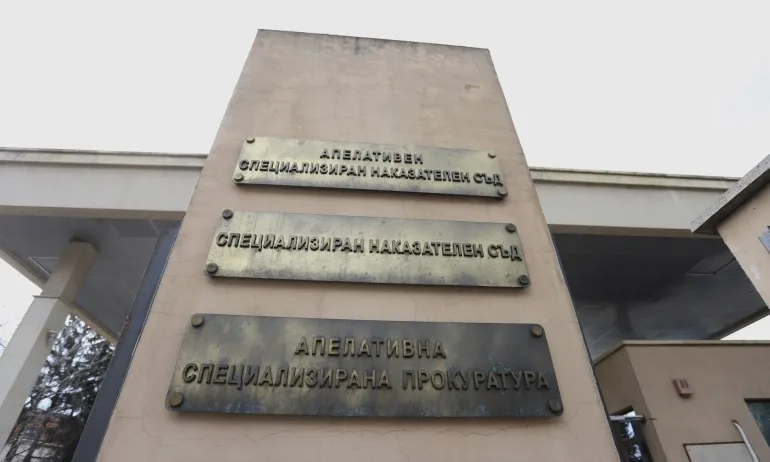 АПЕЛАТИВЕН
СПЕЦИАЛИЗИРАН НАКАЗАТЕЛЕН СЪД
СПЕЦИАЛИЗИРАН НАКАЗАТЕЛЕН СЪД
АПЕЛАТИВНА
СПЕЦИАЛИЗИРАНА ПРОКУРАТУРА